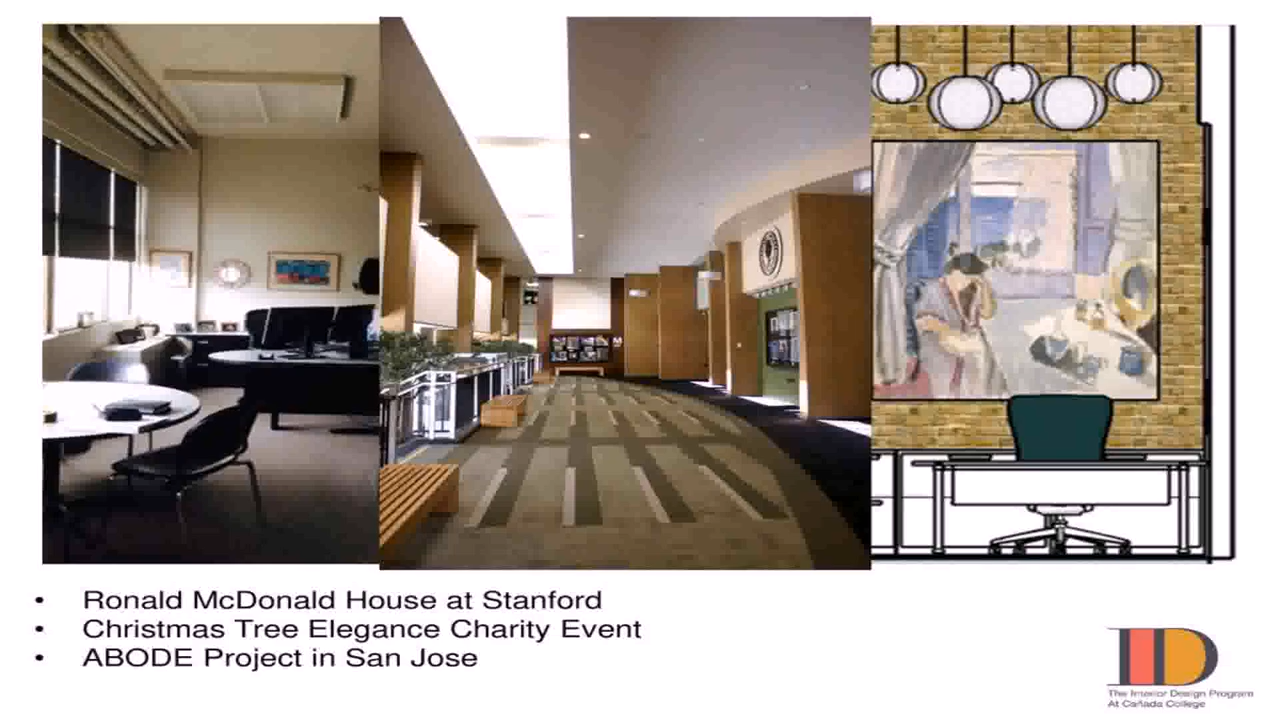 • Ronald McDonald House at Stanford
• Christmas Tree Elegance Charity Event
• ABODE Project in San Jose
ID
The Interior Design Program
At Cañada College